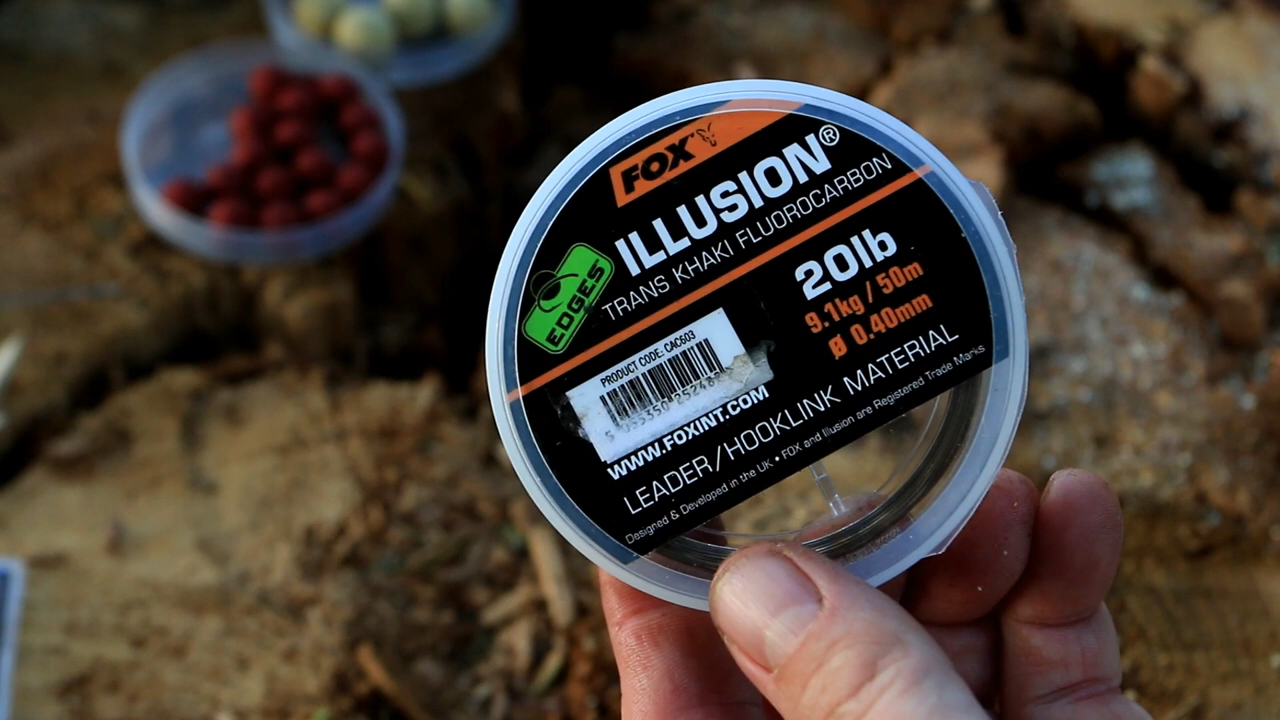 FOX
ILLUSION®
TRANS KHAKI FLUOROCARBON
EDGES
20lb
9.1kg / 50m
Ø 0.40mm
PRODUCT CODE: CAC603
WWW.FOXINT.COM
LEADER/HOOKLINK MATERIAL
Designed & Developed in the UK • FOX and Illusion are Registered Trade Marks